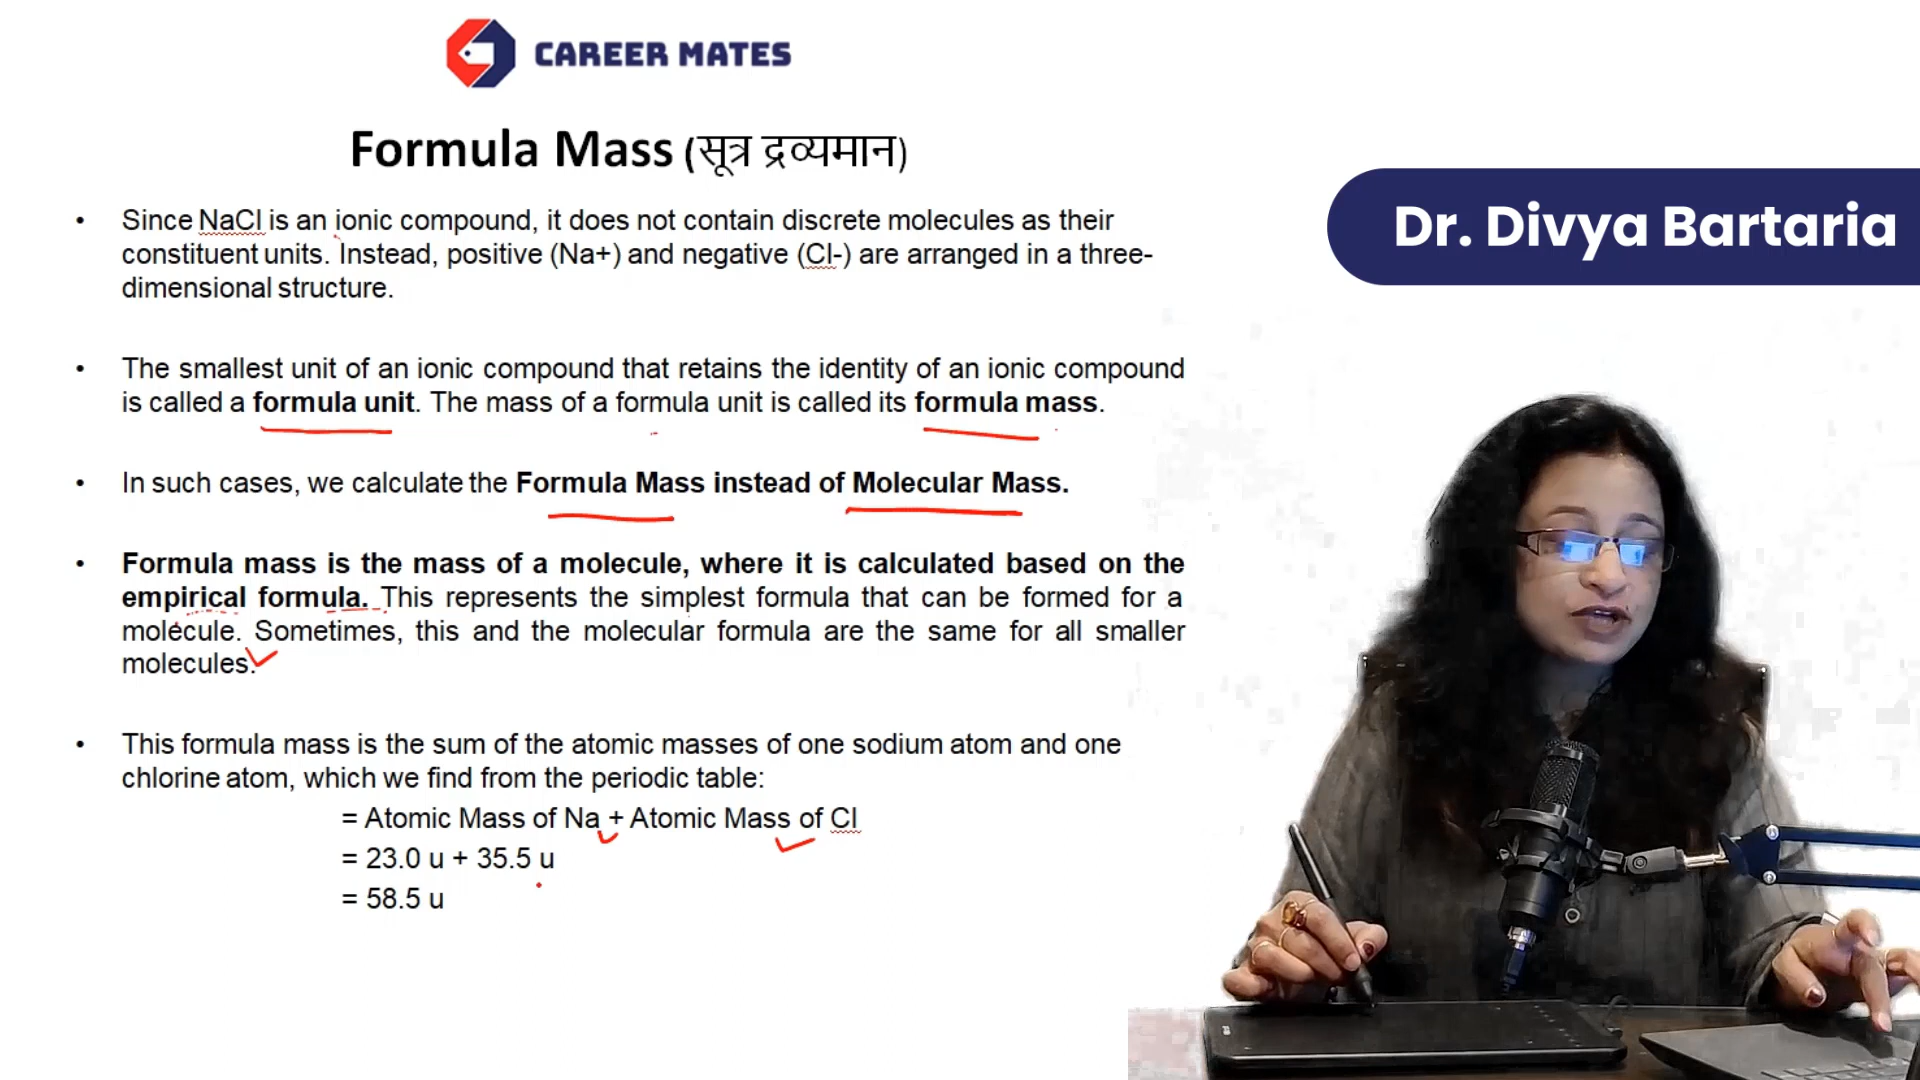 CAREER MATES
Formula Mass (सूत्र द्रव्यमान)
Dr. Divya Bartaria
• Since NaCl is an ionic compound, it does not contain discrete molecules as their
constituent units. Instead, positive (Na+) and negative (Cl-) are arranged in a three-
dimensional structure.
• The smallest unit of an ionic compound that retains the identity of an ionic compound
is called a formula unit. The mass of a formula unit is called its formula mass.
• In such cases, we calculate the Formula Mass instead of Molecular Mass.
• Formula mass is the mass of a molecule, where it is calculated based on the
empirical formula. This represents the simplest formula that can be formed for a
molecule. Sometimes, this and the molecular formula are the same for all smaller
molecules.
• This formula mass is the sum of the atomic masses of one sodium atom and one
chlorine atom, which we find from the periodic table:
= Atomic Mass of Na + Atomic Mass of Cl
= 23.0 u + 35.5 u
= 58.5 u